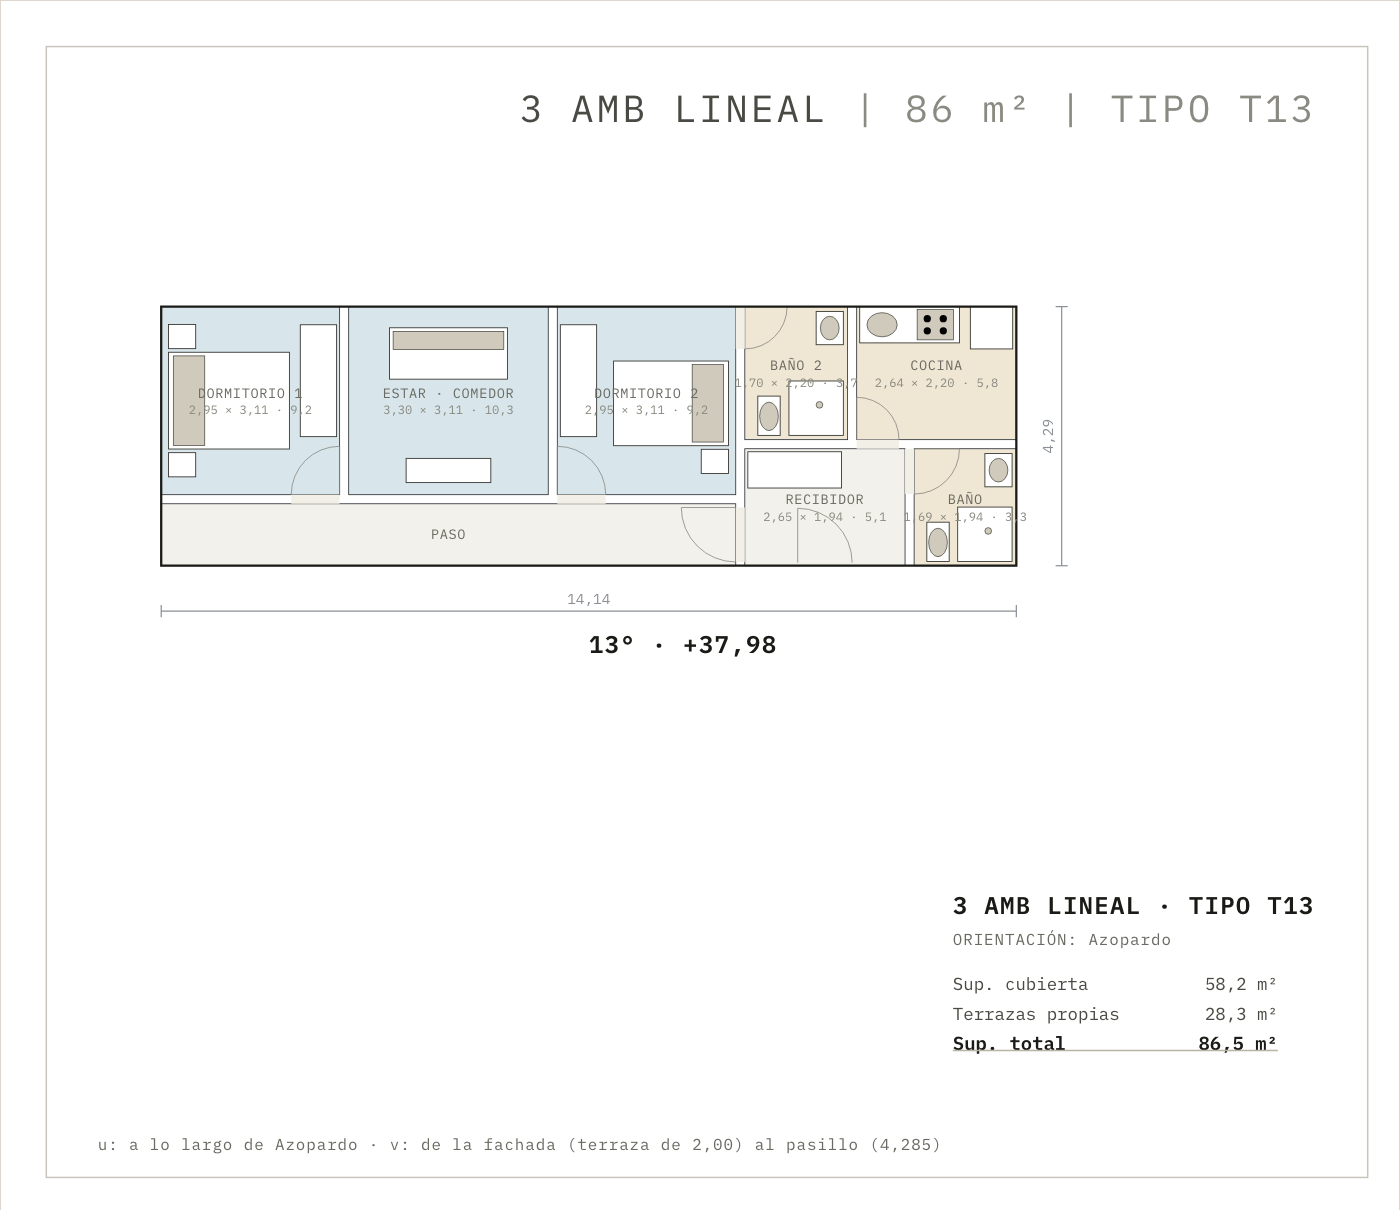 3 AMB LINEAL | 86 m² | TIPO T13
DORMITORIO 1
2,95 × 3,11 · 9,2
ESTAR · COMEDOR
3,30 × 3,11 · 10,3
DORMITORIO 2
2,95 × 3,11 · 9,2
BAÑO 2
1,70 × 2,20 · 3,7
COCINA
2,64 × 2,20 · 5,8
RECIBIDOR
2,65 × 1,94 · 5,1
BAÑO
1,69 × 1,94 · 3,3
PASO
4,29
14,14
13° · +37,98
3 AMB LINEAL · TIPO T13
ORIENTACIÓN: Azopardo
Sup. cubierta 58,2 m²
Terrazas propias 28,3 m²
Sup. total 86,5 m²
u: a lo largo de Azopardo · v: de la fachada (terraza de 2,00) al pasillo (4,285)